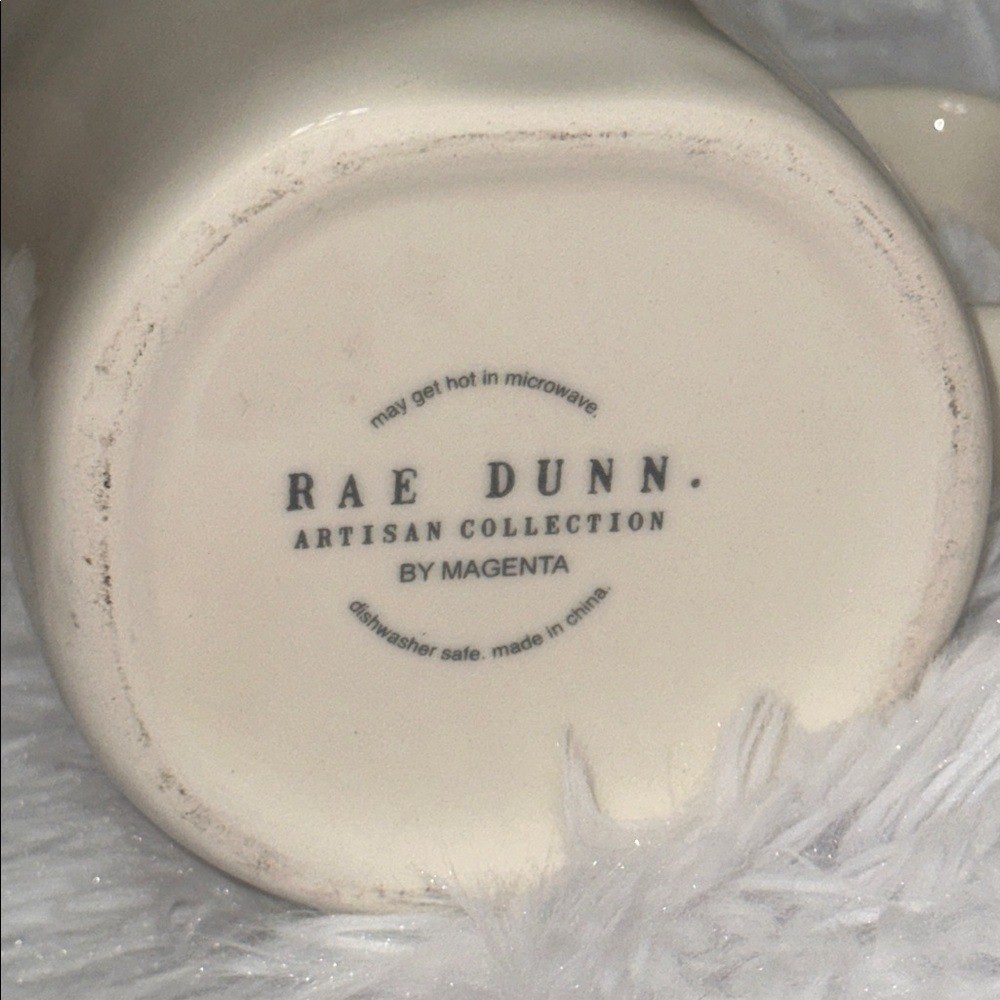 may get hot in microwave.
RAE DUNN.
ARTISAN COLLECTION
BY MAGENTA
dishwasher safe. made in china.